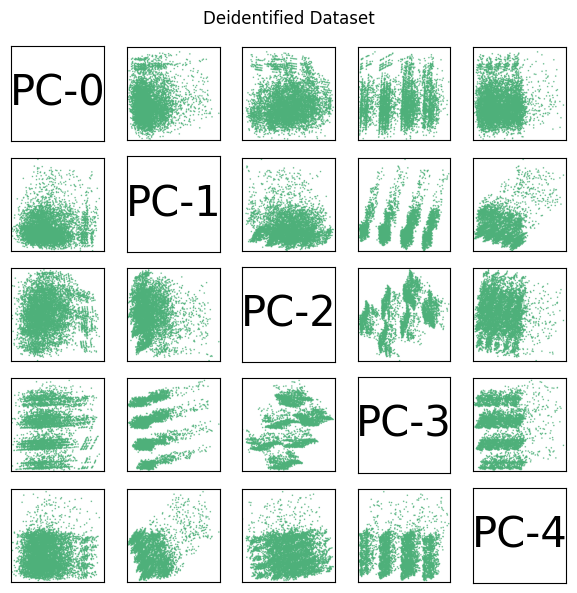 Deidentified Dataset
PC-0
PC-1
PC-2
PC-3
PC-4